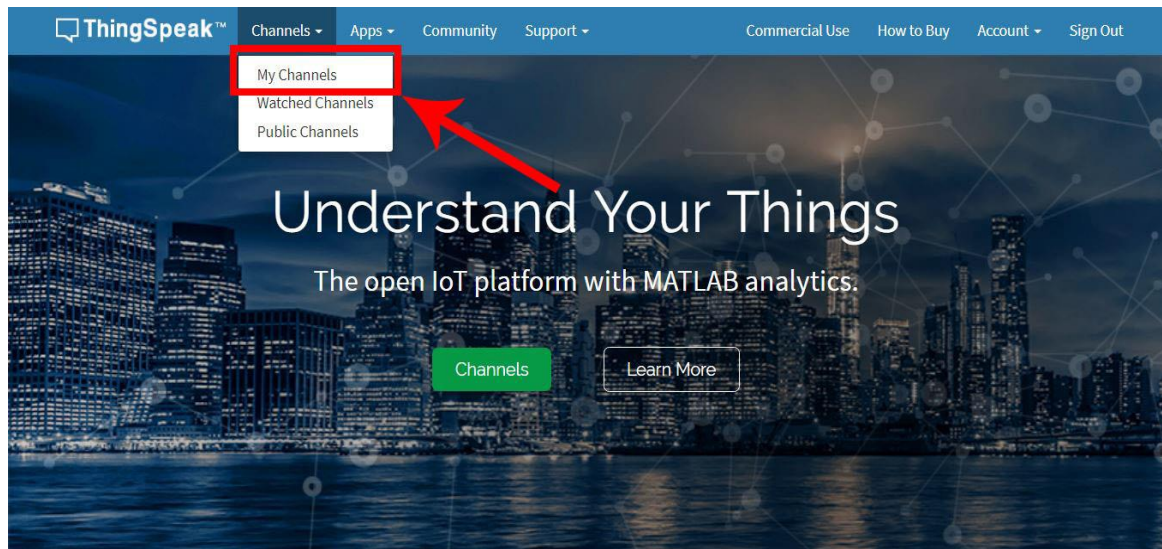 ThingSpeak™ Channels Apps Community Support Commercial Use How to Buy Account Sign Out
My Channels
Watched Channels
Public Channels
Understand Your Things
The open IoT platform with MATLAB analytics.
Channels Learn More